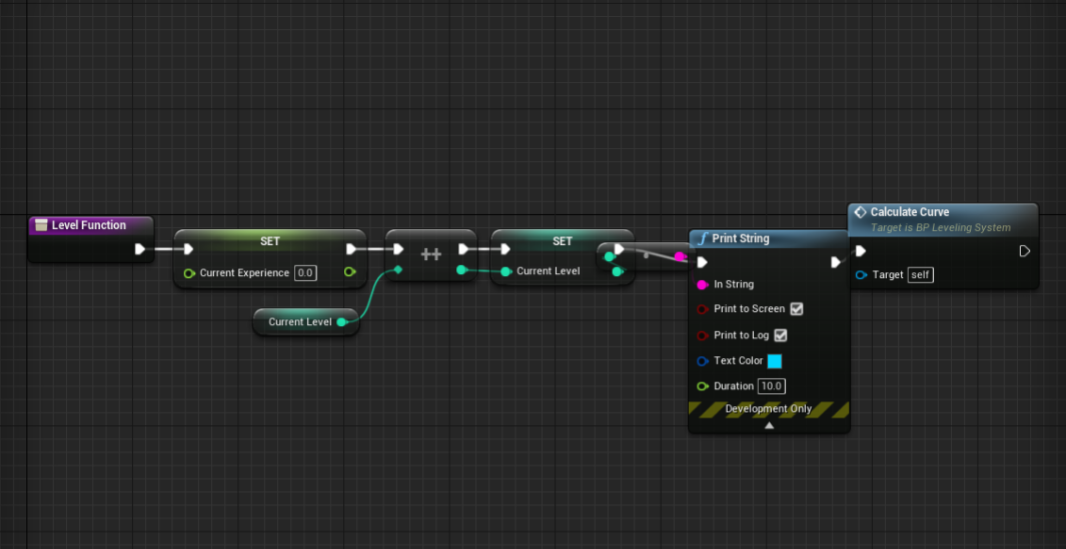 Level Function
SET
Current Experience 0.0
Current Level
++
SET
Current Level
Print String
In String
Print to Screen
Print to Log
Text Color
Duration 10.0
Development Only
Calculate Curve
Target is BP Leveling System
Target self